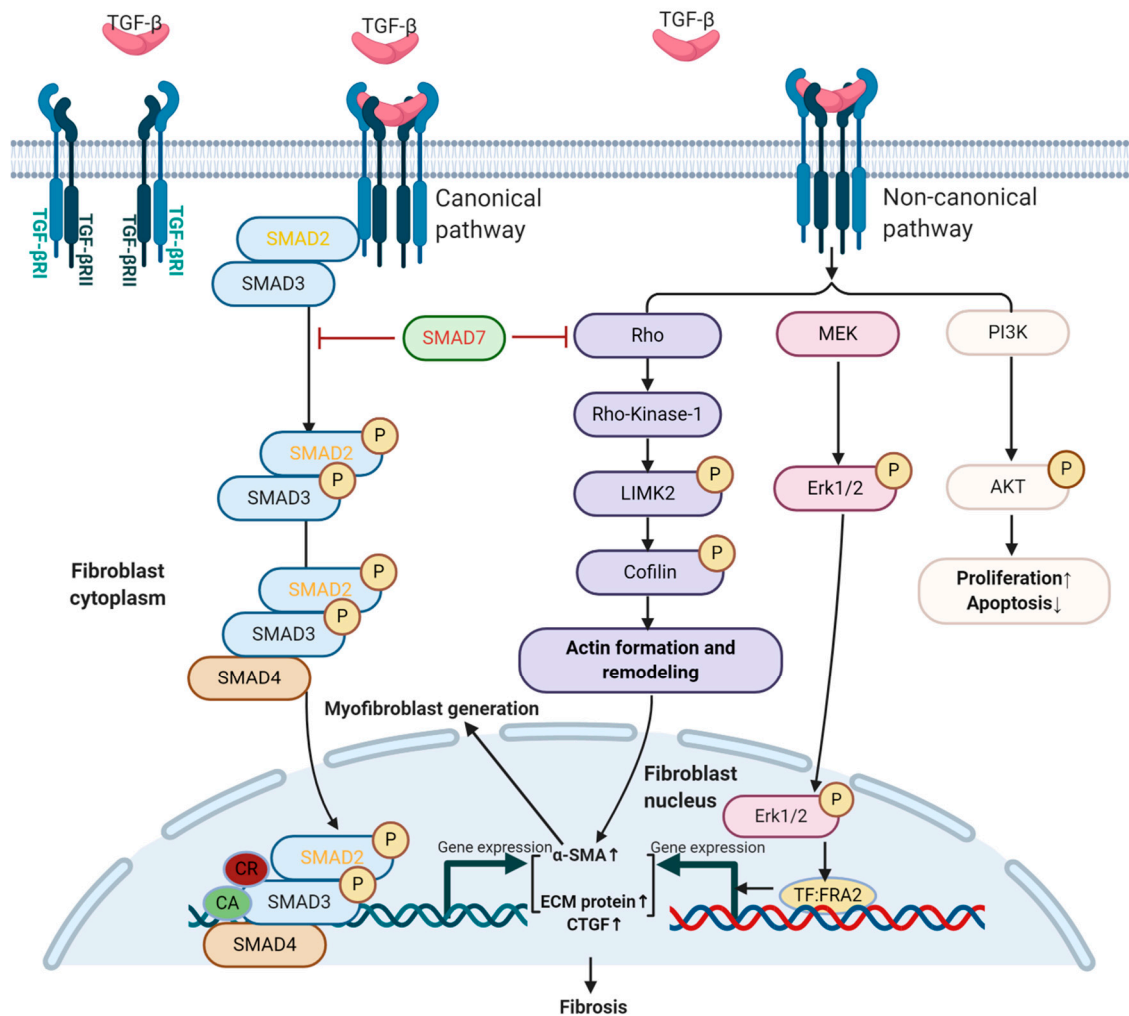 TGF-β
TGF-β
TGF-β
TGF-βRI
TGF-βRII
TGF-βRII
TGF-βRI
Canonical
pathway
Non-canonical
pathway
SMAD2
SMAD3
SMAD7
Rho
MEK
PI3K
Rho-Kinase-1
SMAD2
P
SMAD3
P
LIMK2
P
Erk1/2
P
AKT
P
Fibroblast
cytoplasm
SMAD2
P
SMAD3
P
SMAD4
Cofilin
P
Proliferation↑
Apoptosis↓
Actin formation and
remodeling
Myofibroblast generation
Fibroblast
nucleus
Erk1/2
P
SMAD2
P
CR
CA
SMAD3
P
SMAD4
Gene expression
α-SMA↑
Gene expression
ECM protein↑
CTGF↑
TF:FRA2
Fibrosis